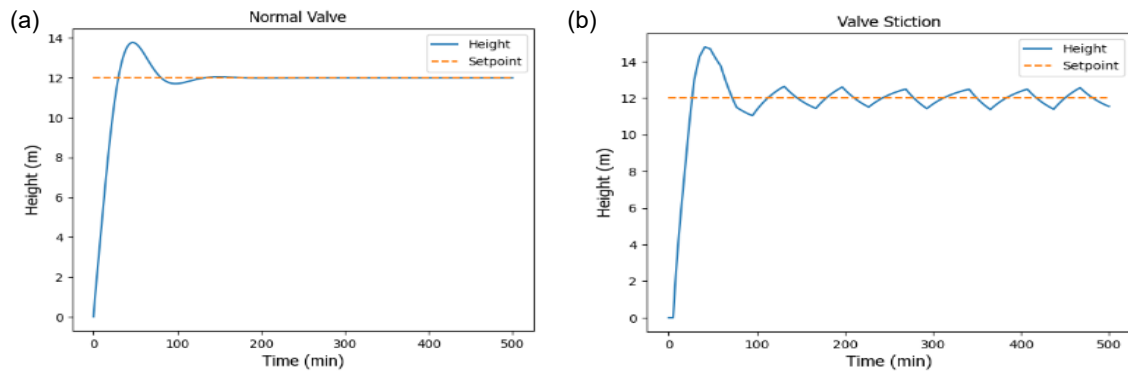 (a)
Normal Valve
14
12
10
8
6
4
2
0
Height (m)
Height
Setpoint
0 100 200 300 400 500
Time (min)
(b)
Valve Stiction
14
12
10
8
6
4
2
0
Height (m)
Height
Setpoint
0 100 200 300 400 500
Time (min)